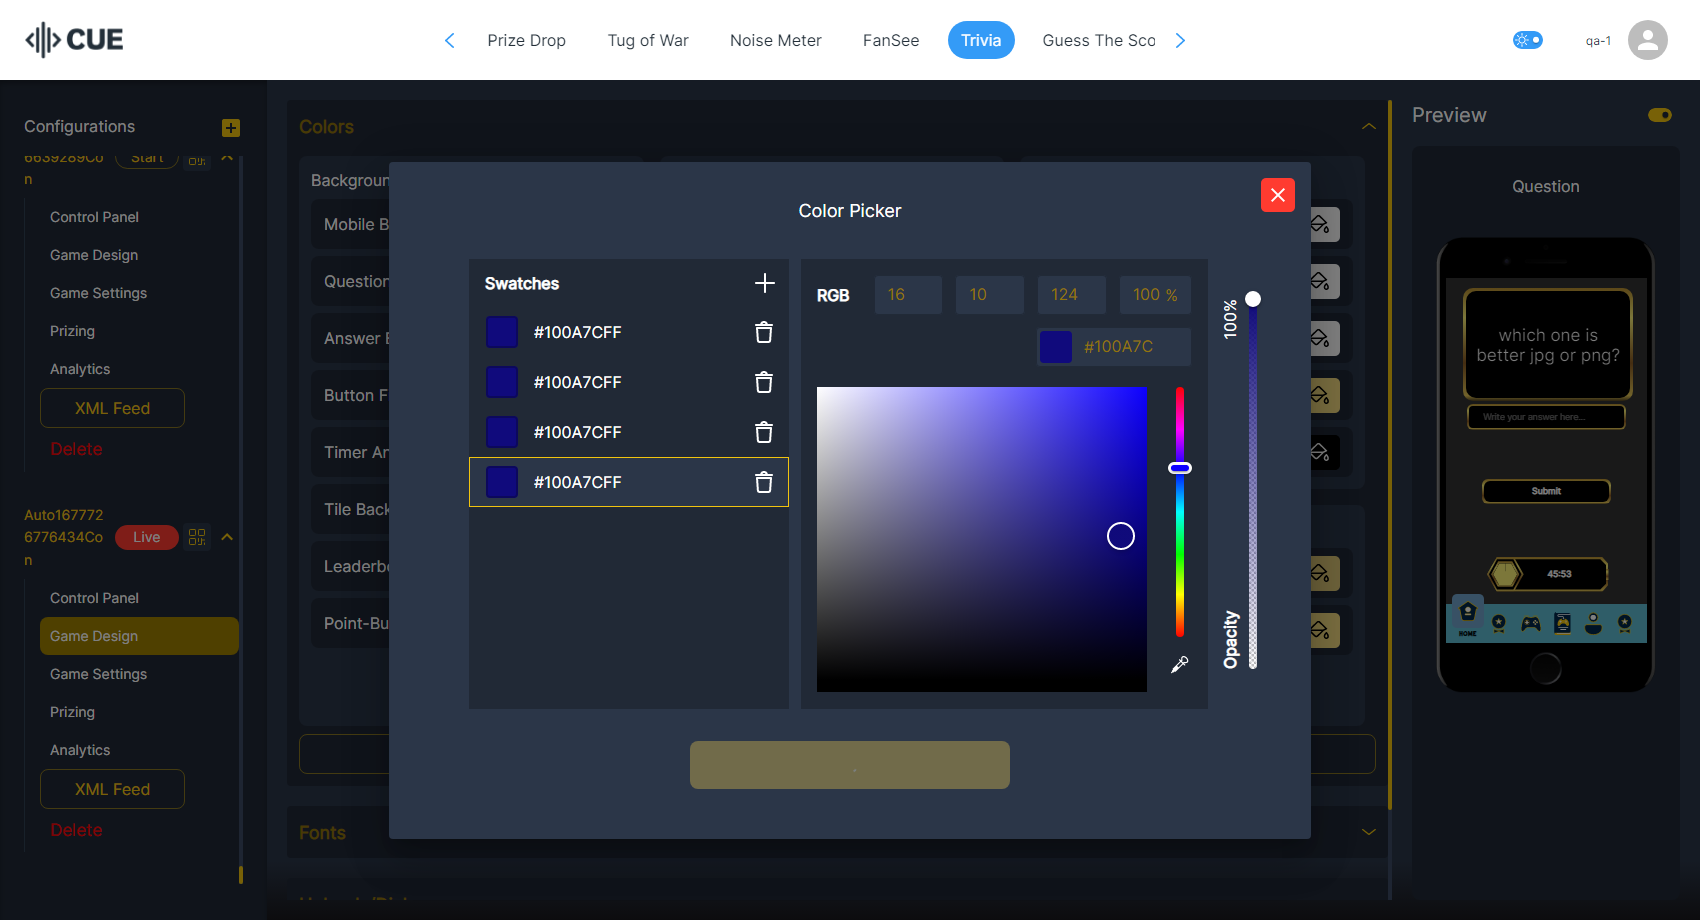 CUE
Prize Drop
Tug of War
Noise Meter
FanSee
Trivia
Guess The Sco
qa-1
Configurations
6639289Co
n
Start
Control Panel
Game Design
Game Settings
Prizing
Analytics
XML Feed
Delete
Auto167772
6776434Co
n
Live
Control Panel
Game Design
Game Settings
Prizing
Analytics
XML Feed
Delete
Colors
Backgroun
Mobile B
Question
Answer
Button F
Timer An
Tile Back
Leaderbo
Point-Bu
Fonts
Color Picker
Swatches
#100A7CFF
#100A7CFF
#100A7CFF
#100A7CFF
RGB
16
10
124
100 %
#100A7C
100%
Opacity
Preview
Question
which one is
better jpg or png?
Write your answer here...
Submit
45:53
HOME